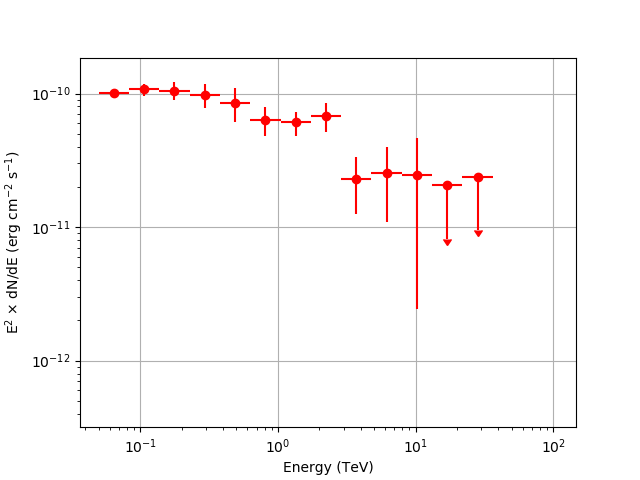 10⁻¹⁰
10⁻¹¹
10⁻¹²
E² × dN/dE (erg cm⁻² s⁻¹)
10⁻¹ 10⁰ 10¹ 10²
Energy (TeV)